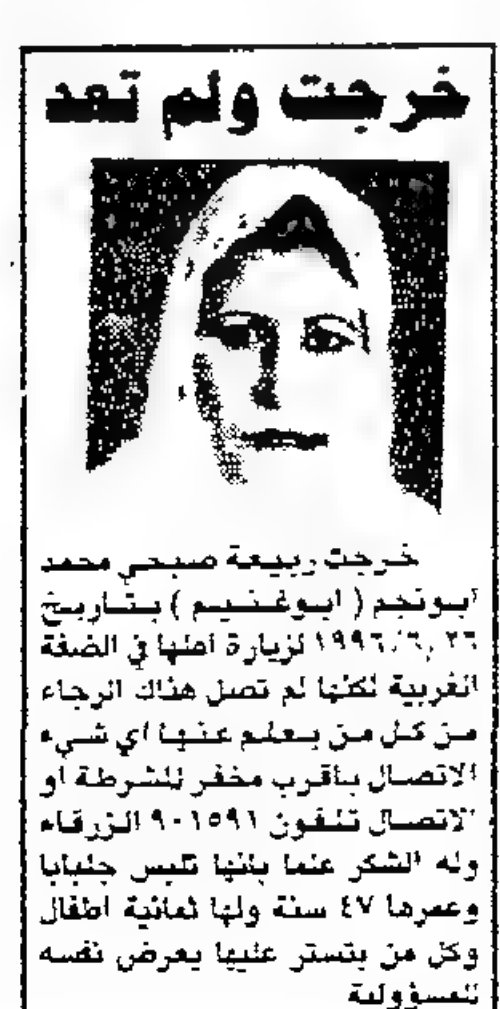 خرجت ولم تعد
خرجت ربيعة صبحي محمد
ابونجم ( ابوغنيم ) بتاريخ
١٩٩٦/٦/٢٦ لزيارة اهلها في الضفة
الغربية لكنها لم تصل هناك الرجاء
من كل من يعلم عنها اي شيء
الاتصال بأقرب مخفر للشرطة او
الاتصال تلفون ٩٠١٥٩١ الزرقاء
وله الشكر علما بانها تلبس جلبابا
وعمرها ٤٧ سنة ولها ثمانية اطفال
وكل من يتستر عليها يعرض نفسه
للمسؤولية